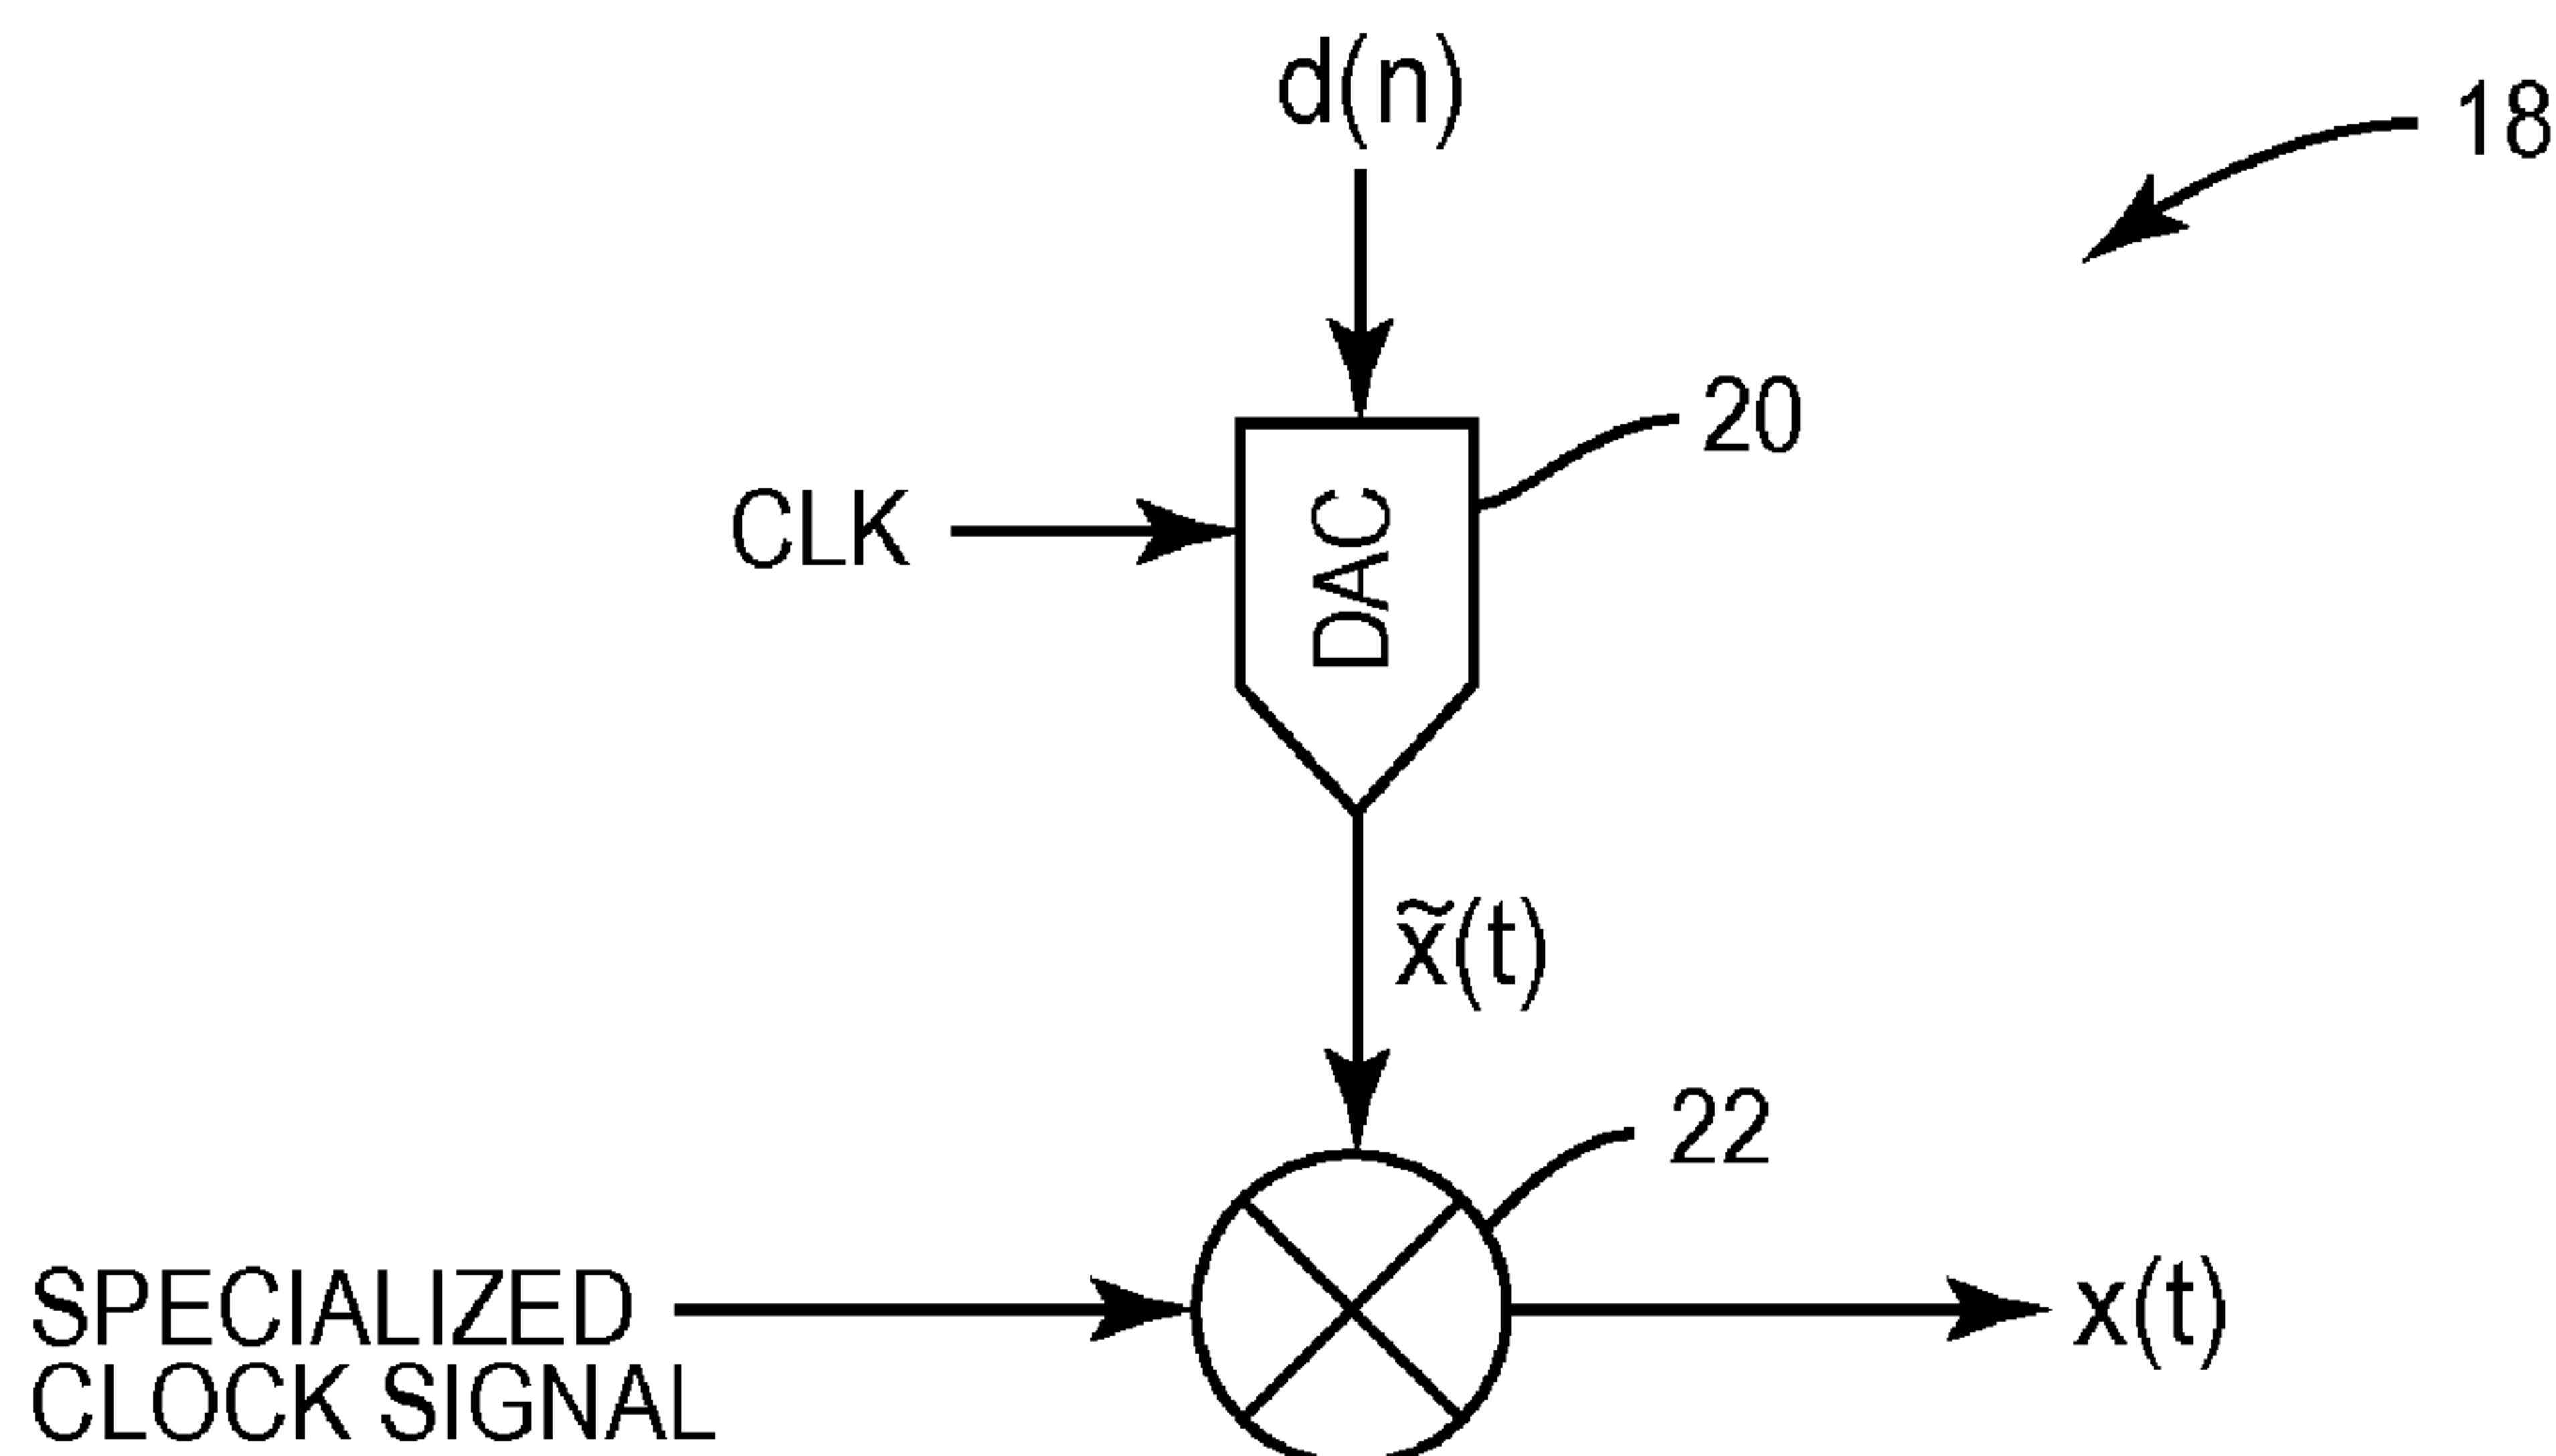 d(n)
18
20
CLK
DAC
x̃(t)
22
SPECIALIZED
CLOCK SIGNAL
x(t)